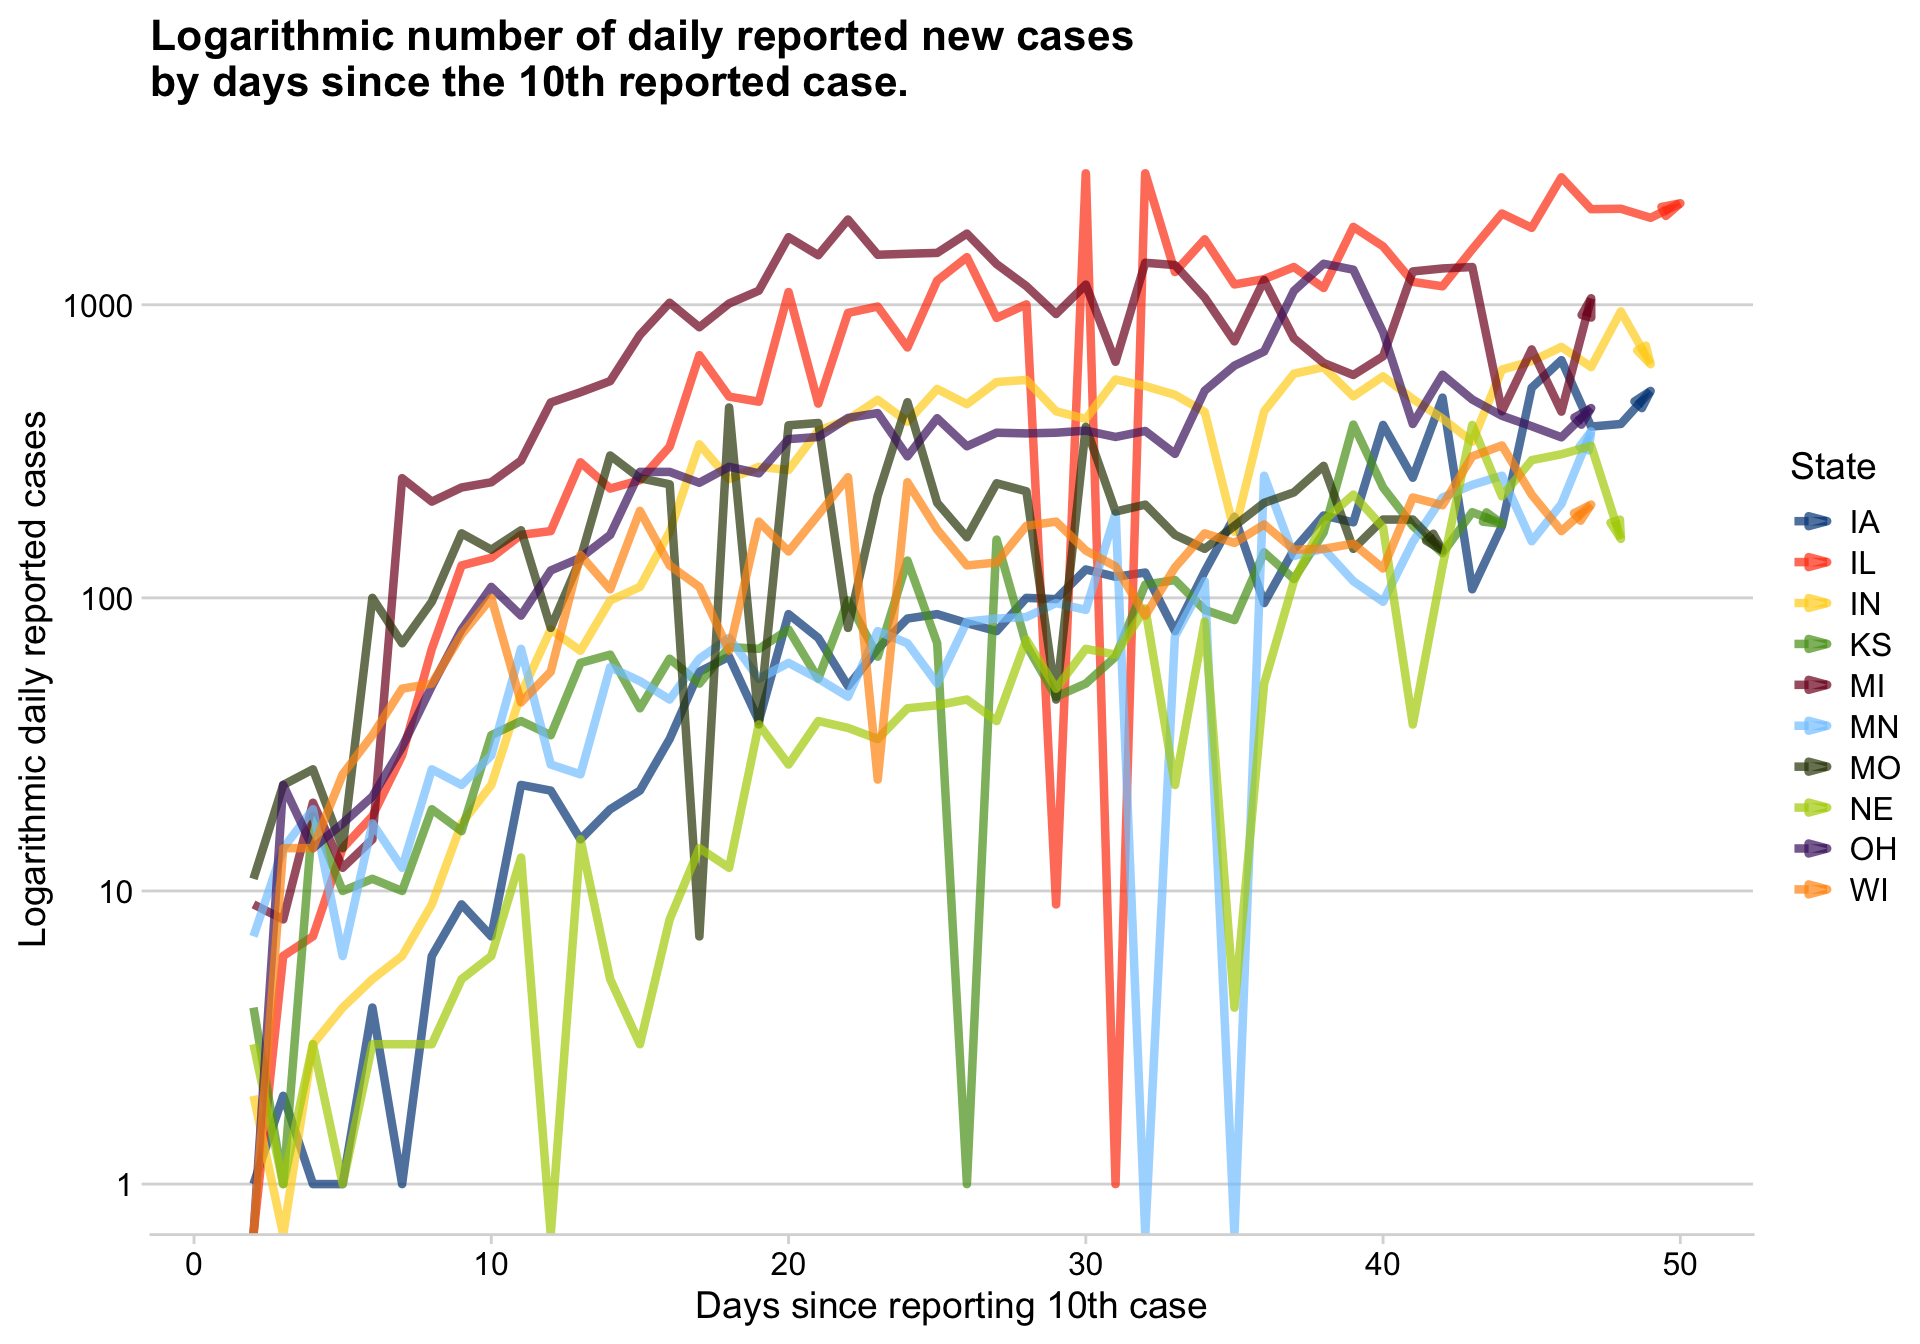 Logarithmic number of daily reported new cases
by days since the 10th reported case.
Logarithmic daily reported cases
1000
100
10
1
0
10
20
30
40
50
Days since reporting 10th case
State
IA
IL
IN
KS
MI
MN
MO
NE
OH
WI